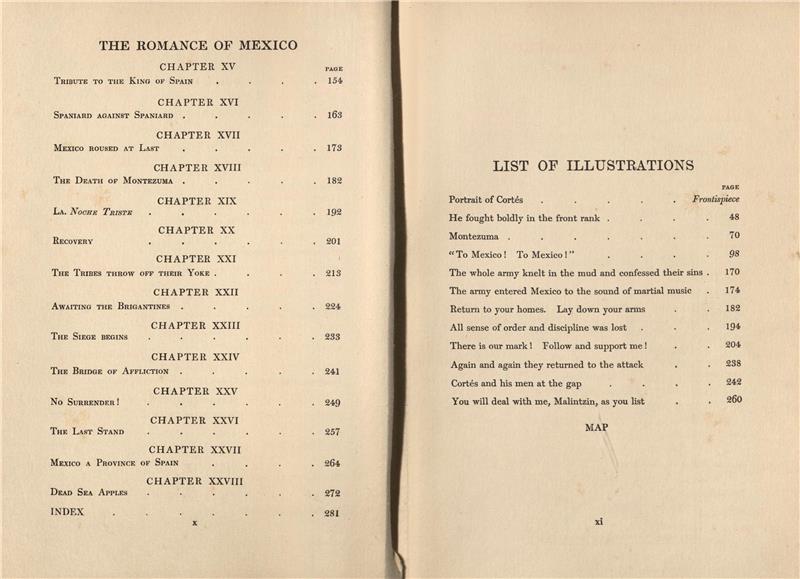 THE ROMANCE OF MEXICO
CHAPTER XV
PAGE
Tribute to the King of Spain . . . . 154
CHAPTER XVI
Spaniard against Spaniard . . . . . 163
CHAPTER XVII
Mexico roused at Last . . . . . 173
CHAPTER XVIII
The Death of Montezuma . . . . . 182
CHAPTER XIX
La. Noche Triste . . . . . . 192
CHAPTER XX
Recovery . . . . . . 201
CHAPTER XXI
The Tribes throw off their Yoke . . . . 213
CHAPTER XXII
Awaiting the Brigantines . . . . . 224
CHAPTER XXIII
The Siege begins . . . . . . 233
CHAPTER XXIV
The Bridge of Affliction . . . . . 241
CHAPTER XXV
No Surrender! . . . . . . 249
CHAPTER XXVI
The Last Stand . . . . . . 257
CHAPTER XXVII
Mexico a Province of Spain . . . . 264
CHAPTER XXVIII
Dead Sea Apples . . . . . . 272
INDEX . . . . . . . 281
x
LIST OF ILLUSTRATIONS
PAGE
Portrait of Cortés . . . . . Frontispiece
He fought boldly in the front rank . . . . 48
Montezuma . . . . . . . 70
"To Mexico! To Mexico!" . . . . 98
The whole army knelt in the mud and confessed their sins . 170
The army entered Mexico to the sound of martial music . 174
Return to your homes. Lay down your arms . . 182
All sense of order and discipline was lost . . . 194
There is our mark! Follow and support me! . . 204
Again and again they returned to the attack . . 238
Cortés and his men at the gap . . . . 242
You will deal with me, Malintzin, as you list . . 260
MAP
xi